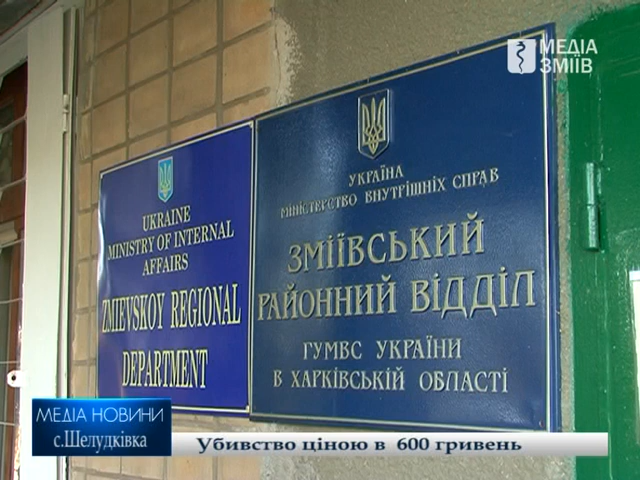 МЕДІА
ЗМІЇВ
UKRAINE
MINISTRY OF INTERNAL
AFFAIRS
ZMIEVSKOY REGIONAL
DEPARTMENT
УКРАЇНА
МІНІСТЕРСТВО ВНУТРІШНІХ СПРАВ
ЗМІЇВСЬКИЙ
РАЙОННИЙ ВІДДІЛ
ГУМВС УКРАЇНИ
В ХАРКІВСЬКІЙ ОБЛАСТІ
МЕДІА НОВИНИ
с.Шелудківка
Убивство ціною в 600 гривень